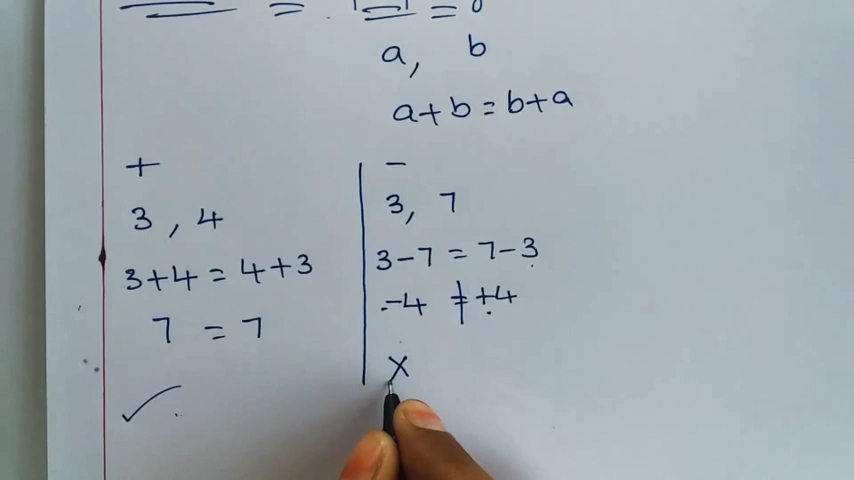 a, b
a+b=b+a
+
3, 4
3+4=4+3
7 = 7
✓
−
3, 7
3−7 = 7−3
−4 ≠ +4
X